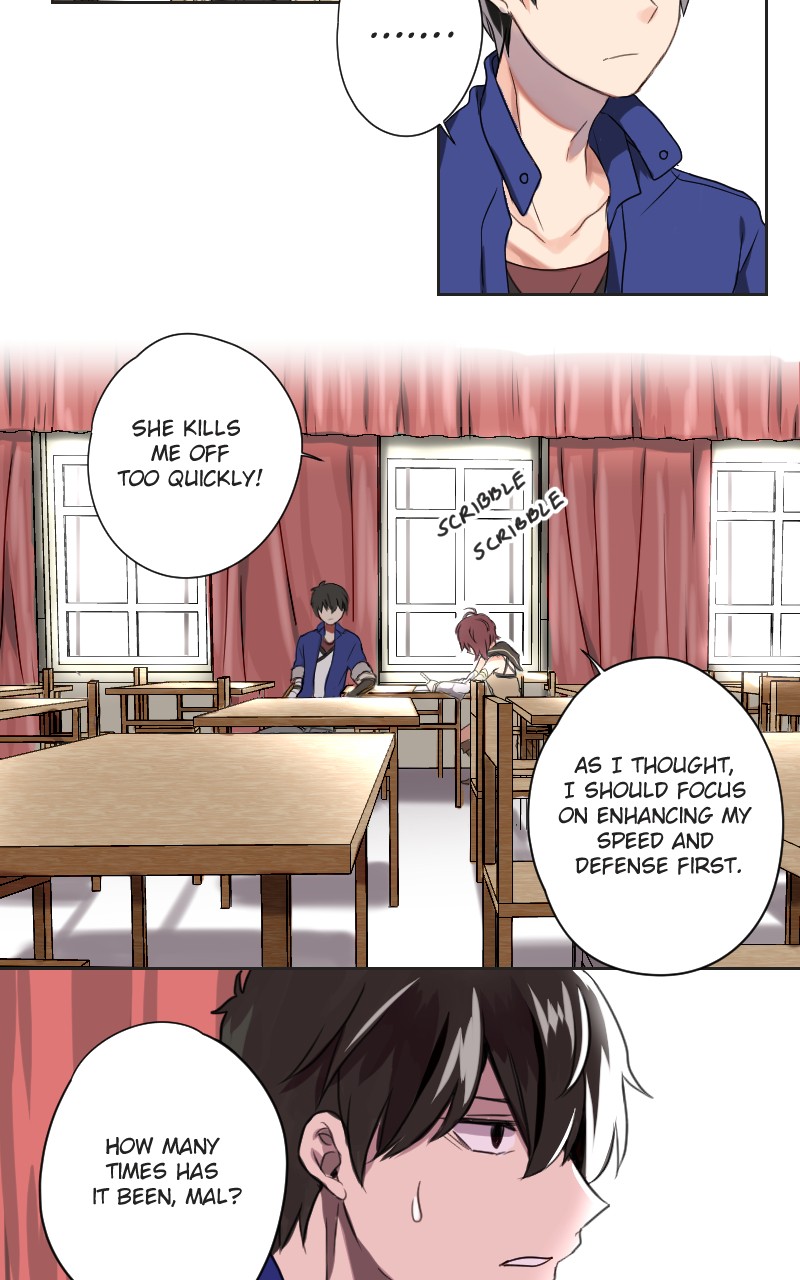 .......
SHE KILLS
ME OFF
TOO QUICKLY!
SCRIBBLE
SCRIBBLE
AS I THOUGHT,
I SHOULD FOCUS
ON ENHANCING MY
SPEED AND
DEFENSE FIRST.
HOW MANY
TIMES HAS
IT BEEN, MAL?